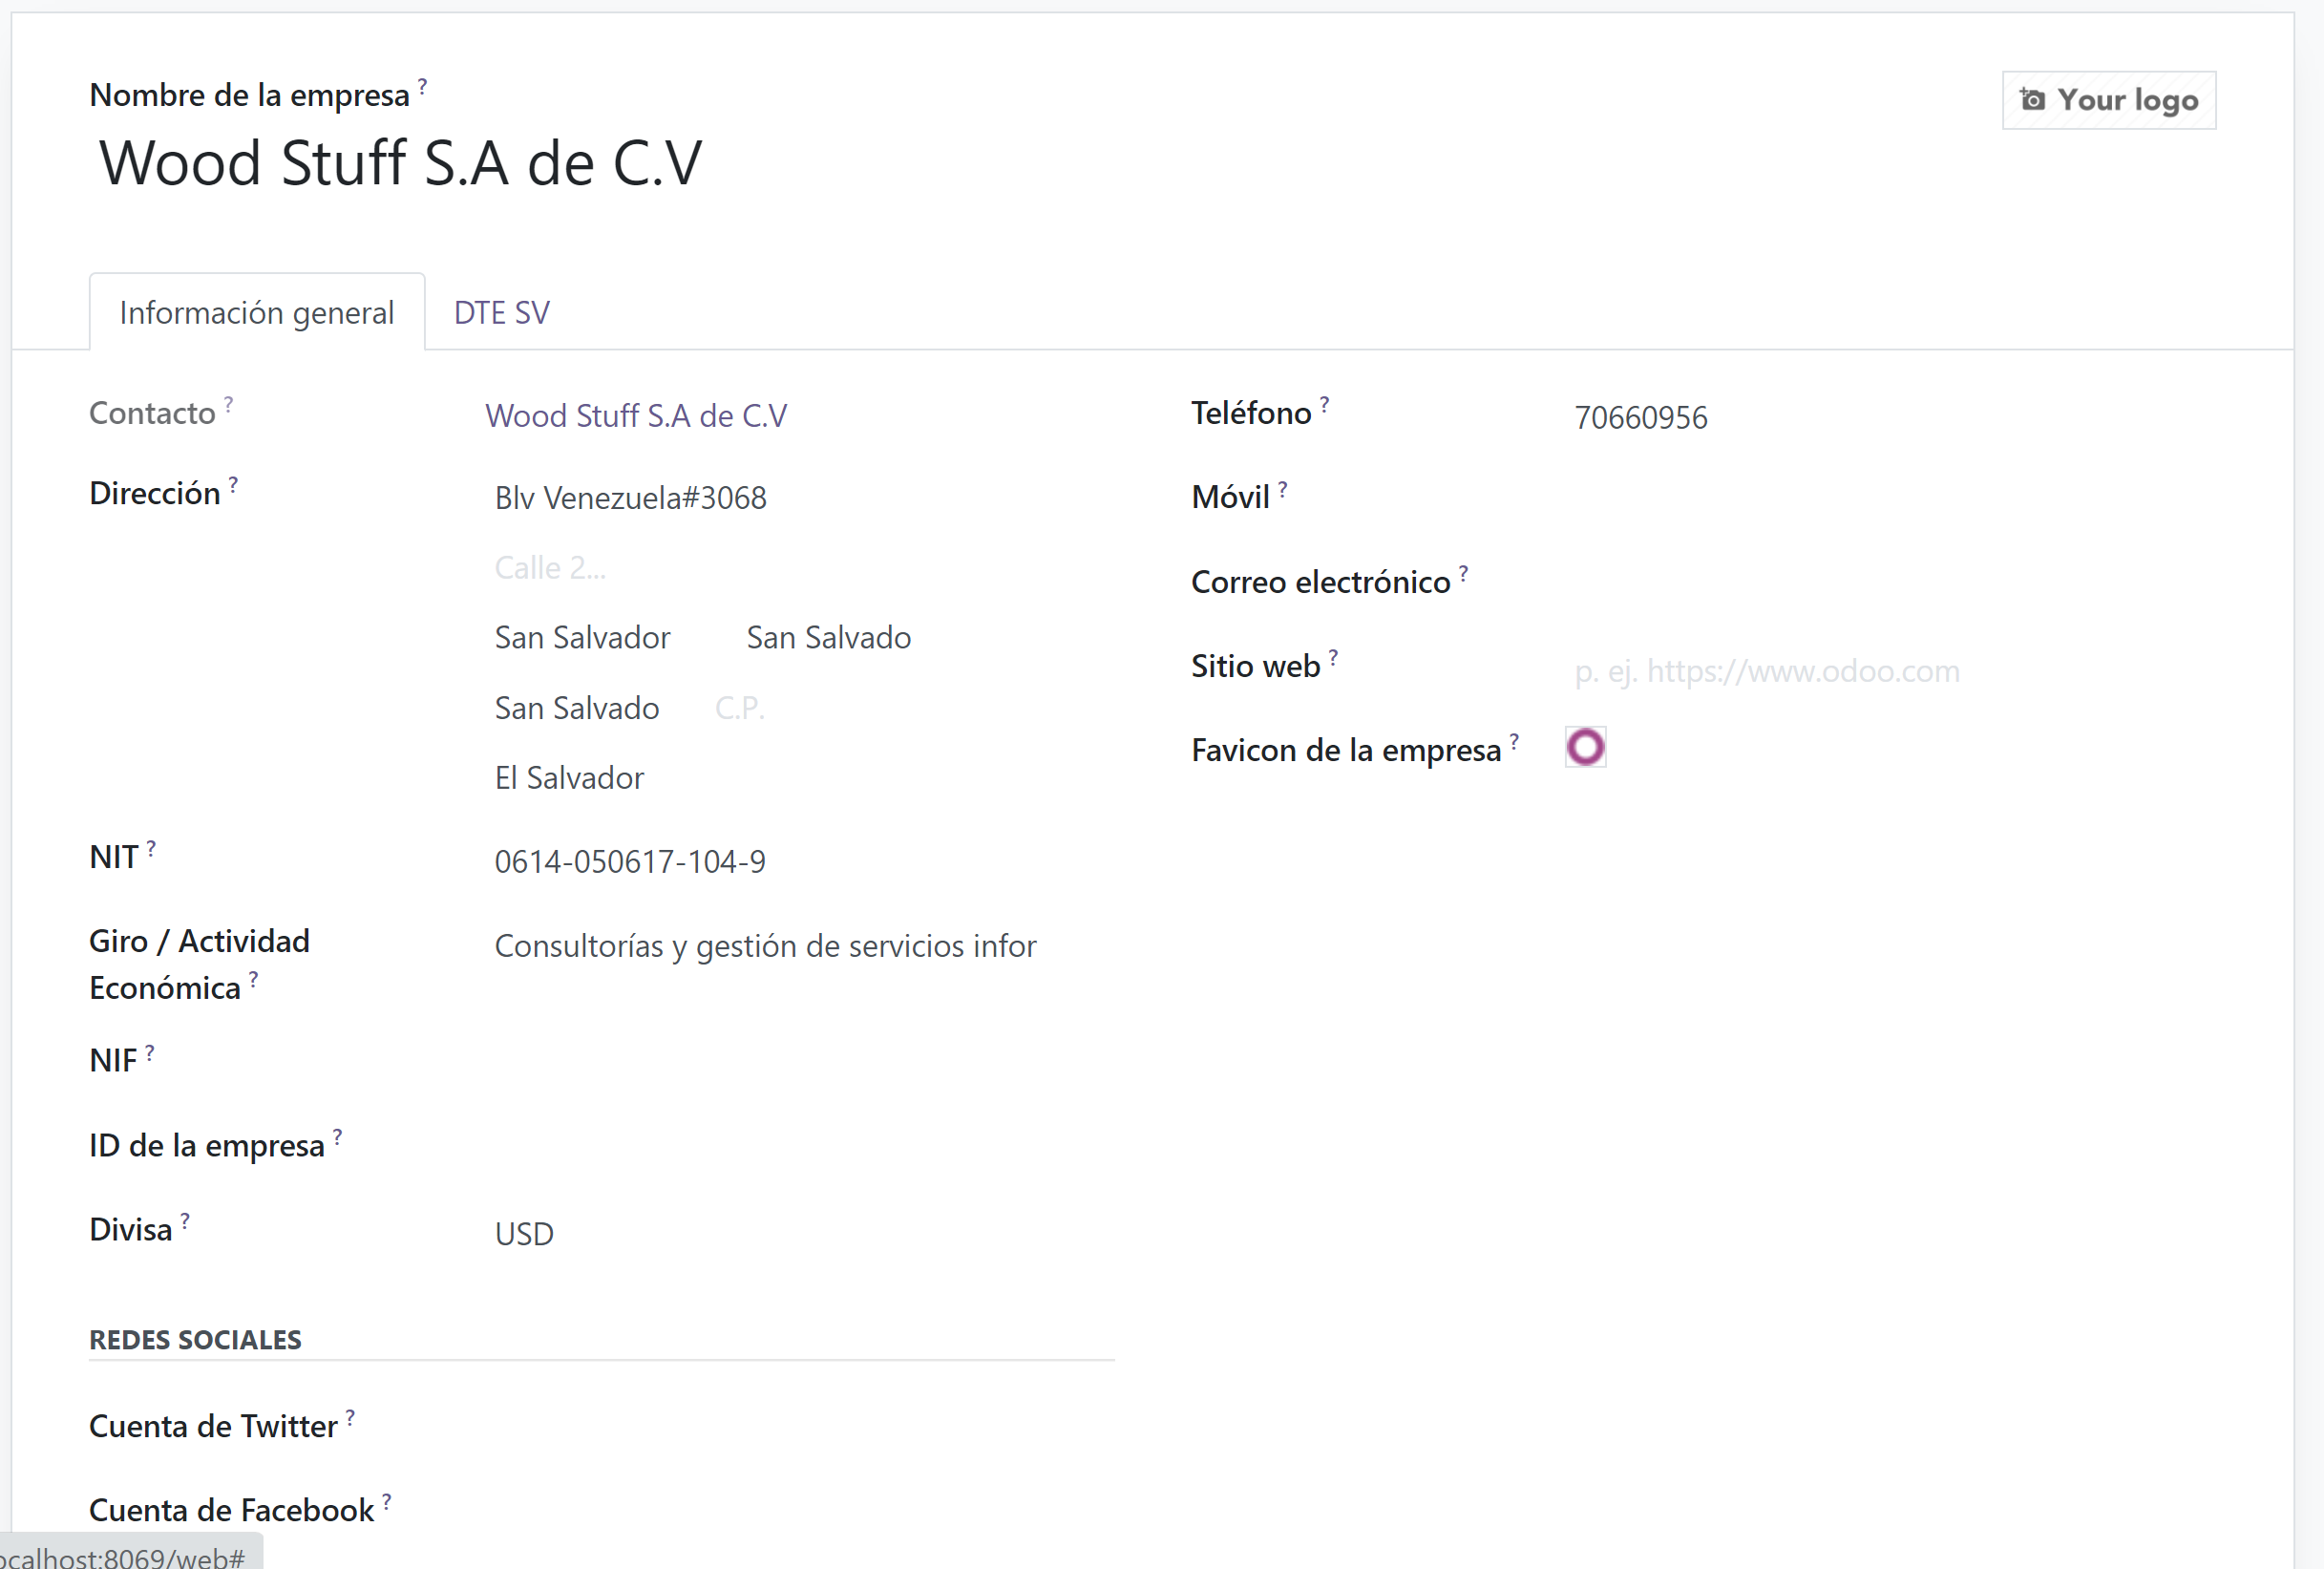 Nombre de la empresa ?
Your logo
Wood Stuff S.A de C.V
Información general
DTE SV
Contacto ?
Wood Stuff S.A de C.V
Dirección ?
Blv Venezuela#3068
Calle 2...
San Salvador San Salvado
San Salvado C.P.
El Salvador
NIT ?
0614-050617-104-9
Giro / Actividad
Económica ?
Consultorías y gestión de servicios infor
NIF ?
ID de la empresa ?
Divisa ?
USD
REDES SOCIALES
Cuenta de Twitter ?
Cuenta de Facebook ?
Teléfono ?
70660956
Móvil ?
Correo electrónico ?
Sitio web ?
p. ej. https://www.odoo.com
Favicon de la empresa ?
ocalhost:8069/web#